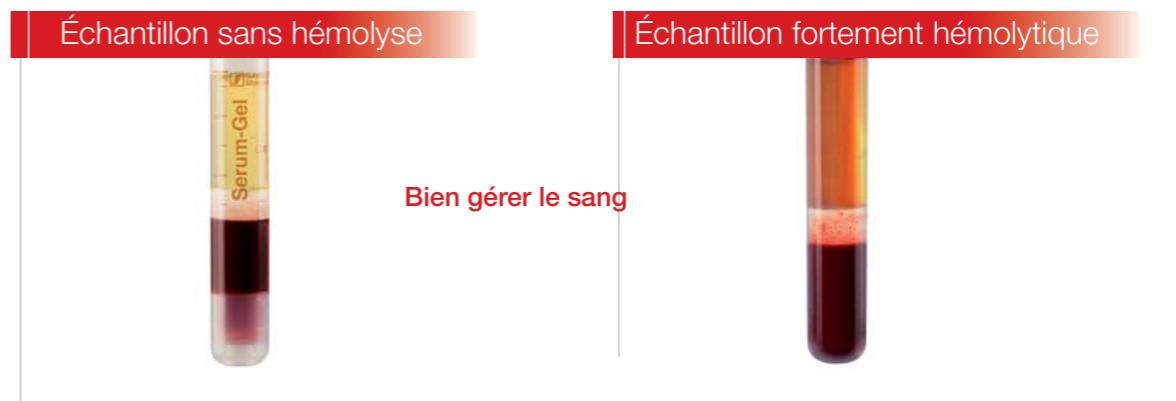 Échantillon sans hémolyse
Échantillon fortement hémolytique
Serum-Gel
Bien gérer le sang